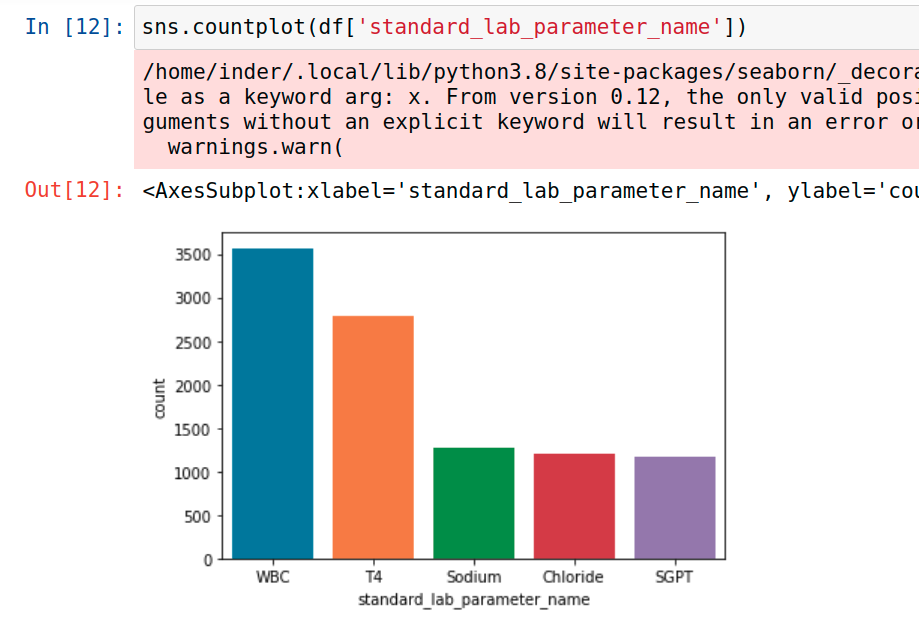 In [12]: sns.countplot(df['standard_lab_parameter_name'])
/home/inder/.local/lib/python3.8/site-packages/seaborn/_decora
le as a keyword arg: x. From version 0.12, the only valid posi
guments without an explicit keyword will result in an error or
warnings.warn(
Out[12]: <AxesSubplot:xlabel='standard_lab_parameter_name', ylabel='cou
3500
3000
2500
2000
1500
1000
500
0
count
WBC T4 Sodium Chloride SGPT
standard_lab_parameter_name